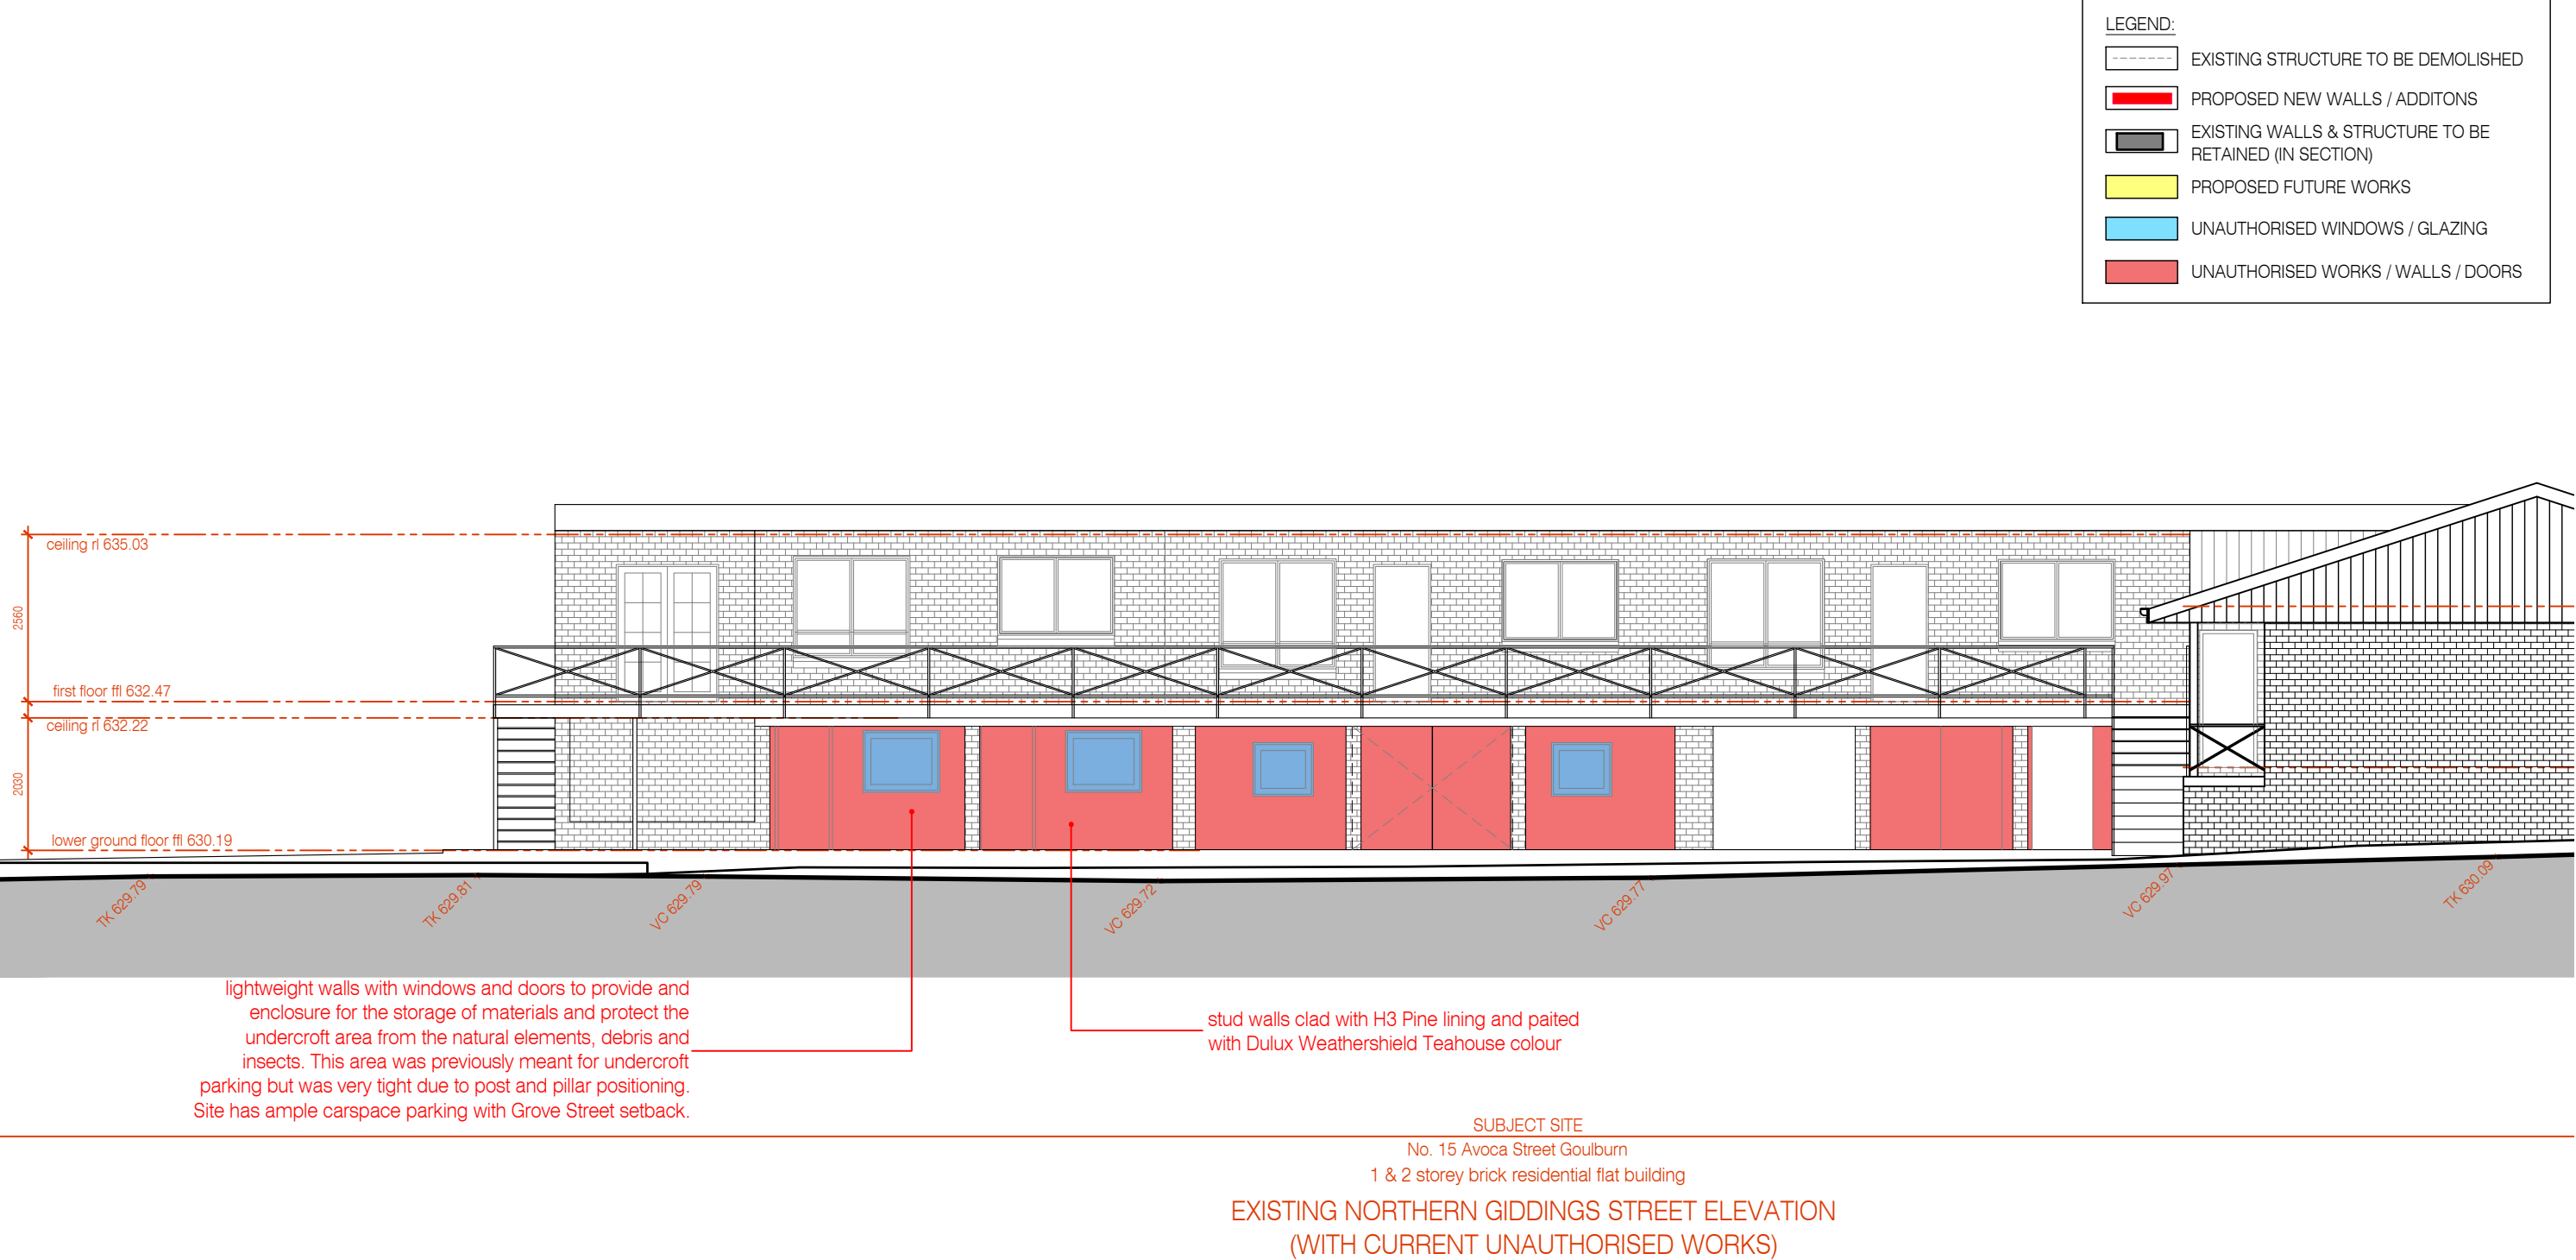 LEGEND:
EXISTING STRUCTURE TO BE DEMOLISHED
PROPOSED NEW WALLS / ADDITONS
EXISTING WALLS & STRUCTURE TO BE
RETAINED (IN SECTION)
PROPOSED FUTURE WORKS
UNAUTHORISED WINDOWS / GLAZING
UNAUTHORISED WORKS / WALLS / DOORS
ceiling rl 635.03
2560
first floor ffl 632.47
ceiling rl 632.22
2030
lower ground floor ffl 630.19
TK 629.79
TK 629.81
VC 629.79
VC 629.72
VC 629.77
VC 629.97
TK 630.09
lightweight walls with windows and doors to provide and
enclosure for the storage of materials and protect the
undercroft area from the natural elements, debris and
insects. This area was previously meant for undercroft
parking but was very tight due to post and pillar positioning.
Site has ample carspace parking with Grove Street setback.
stud walls clad with H3 Pine lining and paited
with Dulux Weathershield Teahouse colour
SUBJECT SITE
No. 15 Avoca Street Goulburn
1 & 2 storey brick residential flat building
EXISTING NORTHERN GIDDINGS STREET ELEVATION
(WITH CURRENT UNAUTHORISED WORKS)